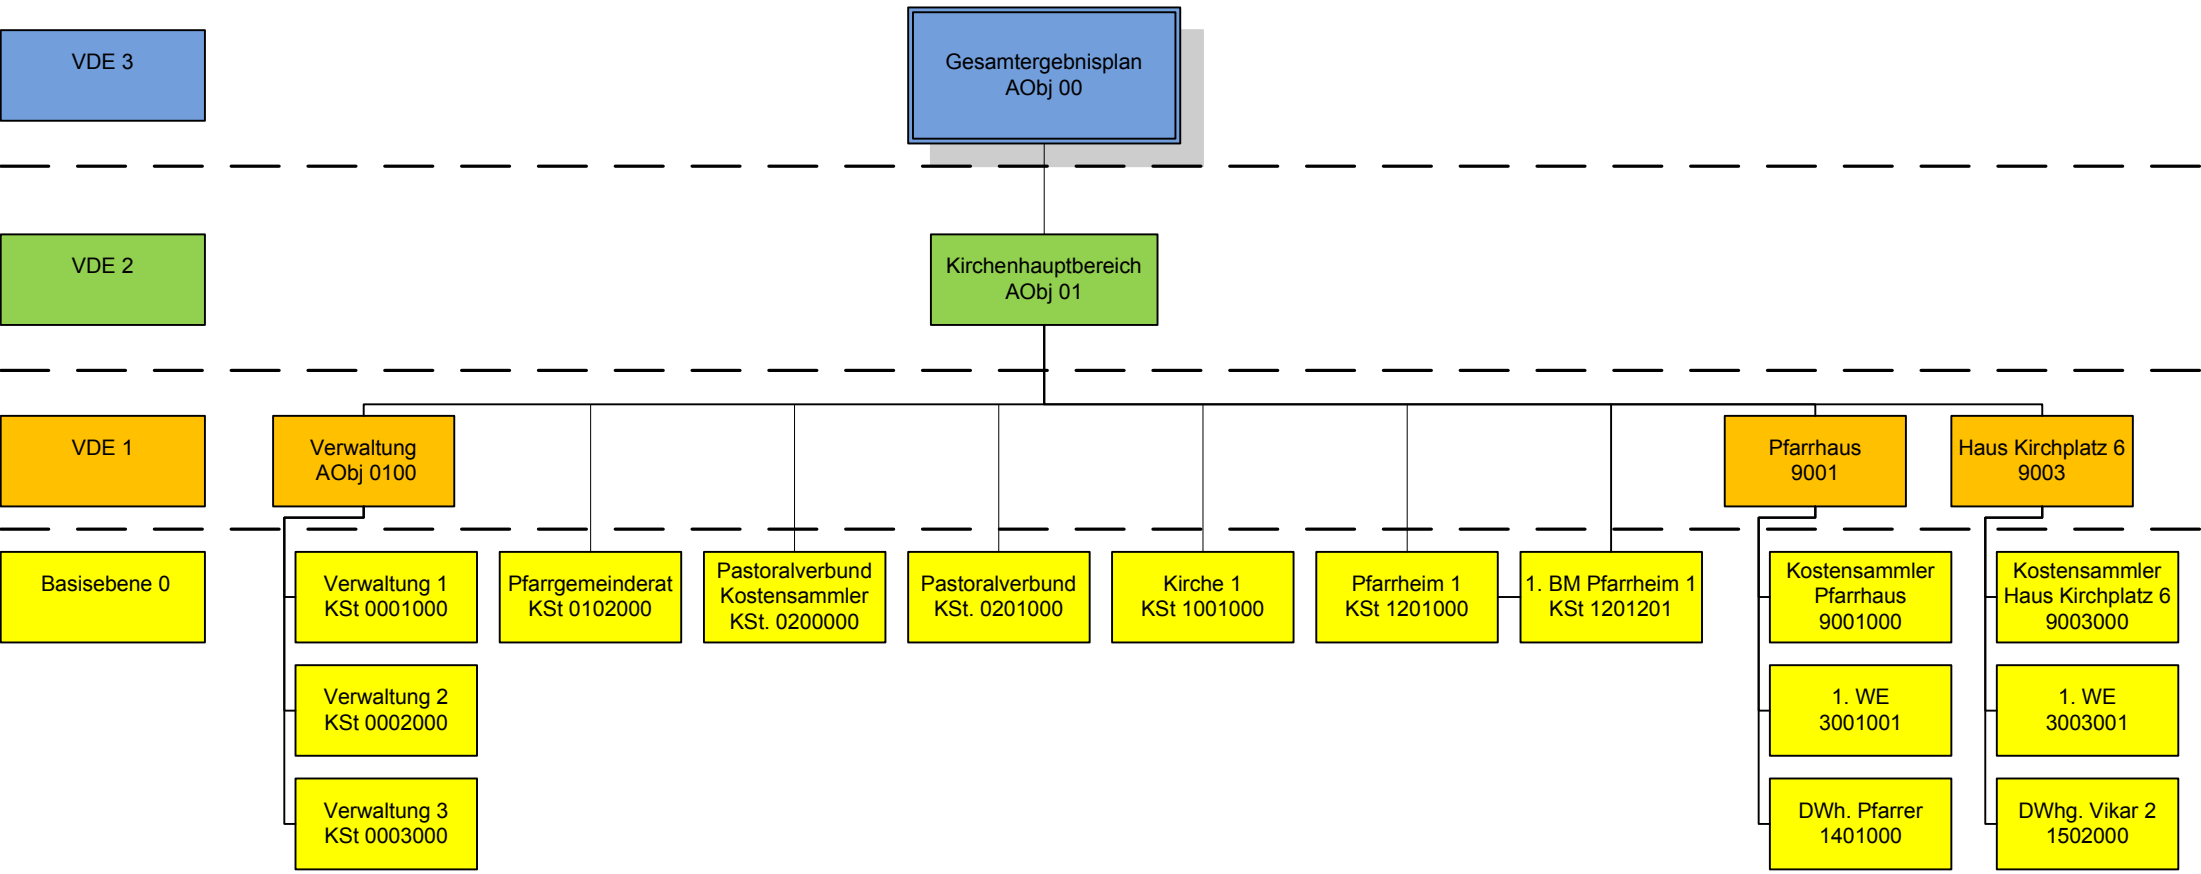 VDE 3
Gesamtergebnisplan
AObj 00
VDE 2
Kirchenhauptbereich
AObj 01
VDE 1
Verwaltung
AObj 0100
Pfarrhaus
9001
Haus Kirchplatz 6
9003
Basisebene 0
Verwaltung 1
KSt 0001000
Pfarrgemeinderat
KSt 0102000
Pastoralverbund
Kostensammler
KSt. 0200000
Pastoralverbund
KSt. 0201000
Kirche 1
KSt 1001000
Pfarrheim 1
KSt 1201000
1. BM Pfarrheim 1
KSt 1201201
Kostensammler
Pfarrhaus
9001000
Kostensammler
Haus Kirchplatz 6
9003000
Verwaltung 2
KSt 0002000
1. WE
3001001
1. WE
3003001
Verwaltung 3
KSt 0003000
DWh. Pfarrer
1401000
DWhg. Vikar 2
1502000